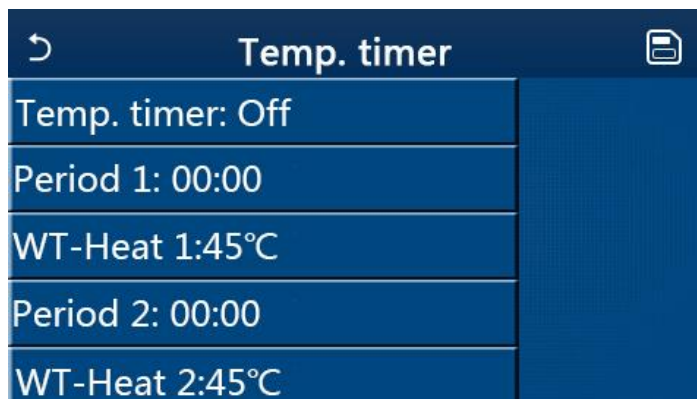 Temp. timer
Temp. timer: Off
Period 1: 00:00
WT-Heat 1:45℃
Period 2: 00:00
WT-Heat 2:45℃